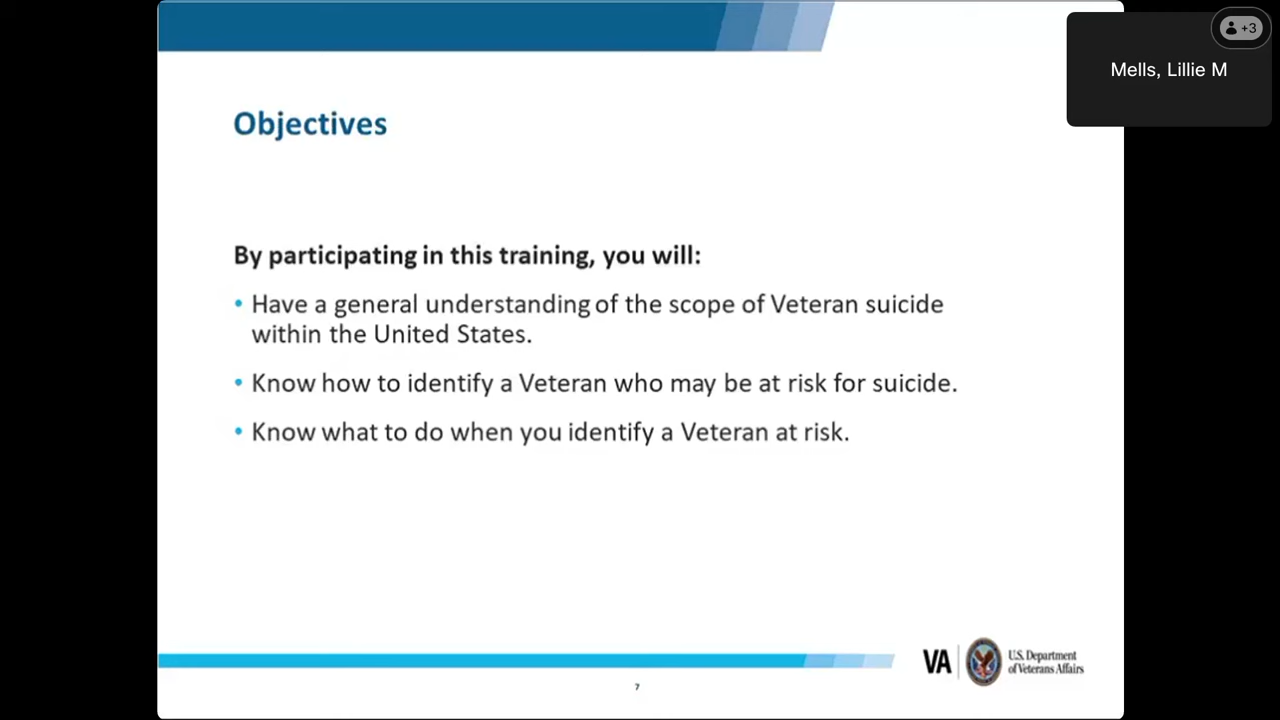 +3
Mells, Lillie M
Objectives
By participating in this training, you will:
• Have a general understanding of the scope of Veteran suicide
within the United States.
• Know how to identify a Veteran who may be at risk for suicide.
• Know what to do when you identify a Veteran at risk.
VA
U.S. Department
of Veterans Affairs
7